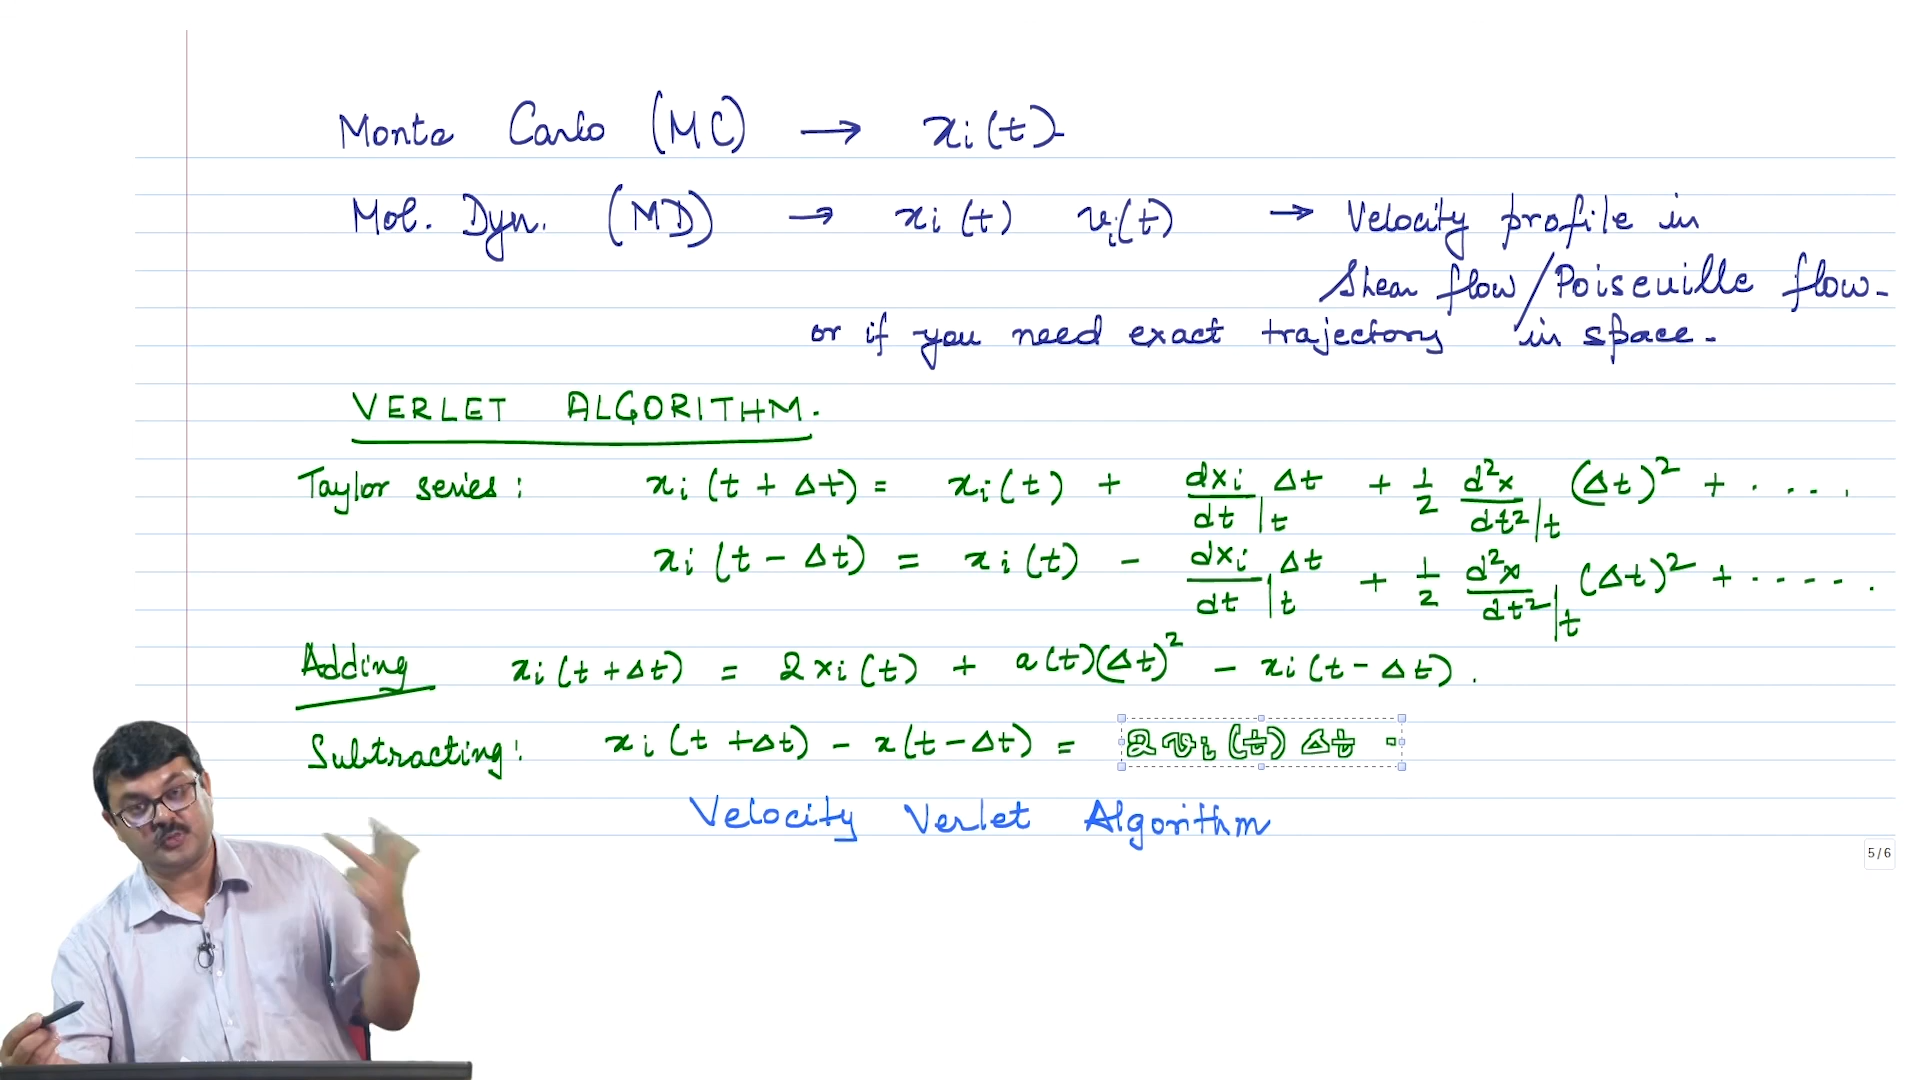 Monte Carlo (MC) → xi(t)
Mol. Dyn. (MD) → xi(t) vi(t) → Velocity profile in
Shear flow/Poiseuille flow.
or if you need exact trajectory in space.
VERLET ALGORITHM.
Taylor series: xi(t + Δt) = xi(t) + dxi/dt|t Δt + 1/2 d²x/dt²|t (Δt)² + ....
xi(t - Δt) = xi(t) - dxi/dt|t Δt + 1/2 d²x/dt²|t (Δt)² + .....
Adding xi(t + Δt) = 2xi(t) + a(t)(Δt)² - xi(t - Δt).
Subtracting: xi(t + Δt) - x(t - Δt) = 2vi(t) Δt.
Velocity Verlet Algorithm
5/6